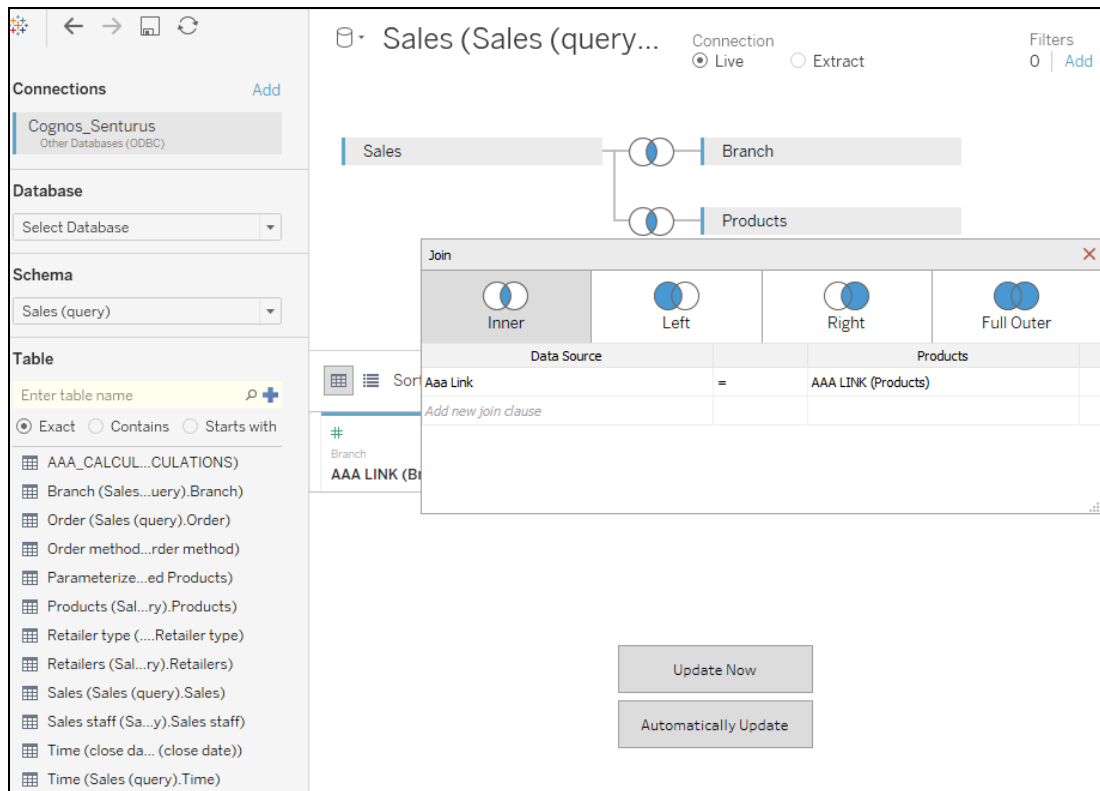 Sales (Sales (query...
Connection
Live
Extract
Filters
0
Add
Connections
Add
Cognos_Senturus
Other Databases (ODBC)
Database
Select Database
Schema
Sales (query)
Table
Enter table name
Exact
Contains
Starts with
AAA_CALCUL...CULATIONS)
Branch (Sales...uery).Branch)
Order (Sales (query).Order)
Order method...rder method)
Parameterize...ed Products)
Products (Sal...ry).Products)
Retailer type (....Retailer type)
Retailers (Sal...ry).Retailers)
Sales (Sales (query).Sales)
Sales staff (Sa...y).Sales staff)
Time (close da... (close date))
Time (Sales (query).Time)
Sales
Branch
Products
Join
Inner
Left
Right
Full Outer
Data Source
Products
Aaa Link
=
AAA LINK (Products)
Add new join clause
Sort
#
Branch
AAA LINK (Br
Update Now
Automatically Update